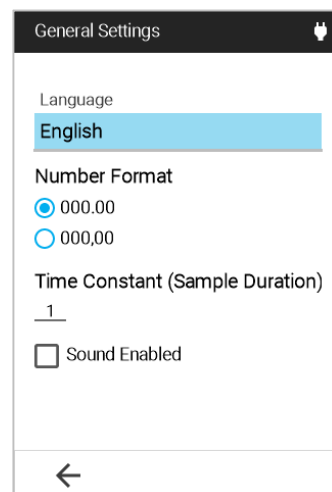 General Settings
Language
English
Number Format
000.00
000,00
Time Constant (Sample Duration)
1
Sound Enabled